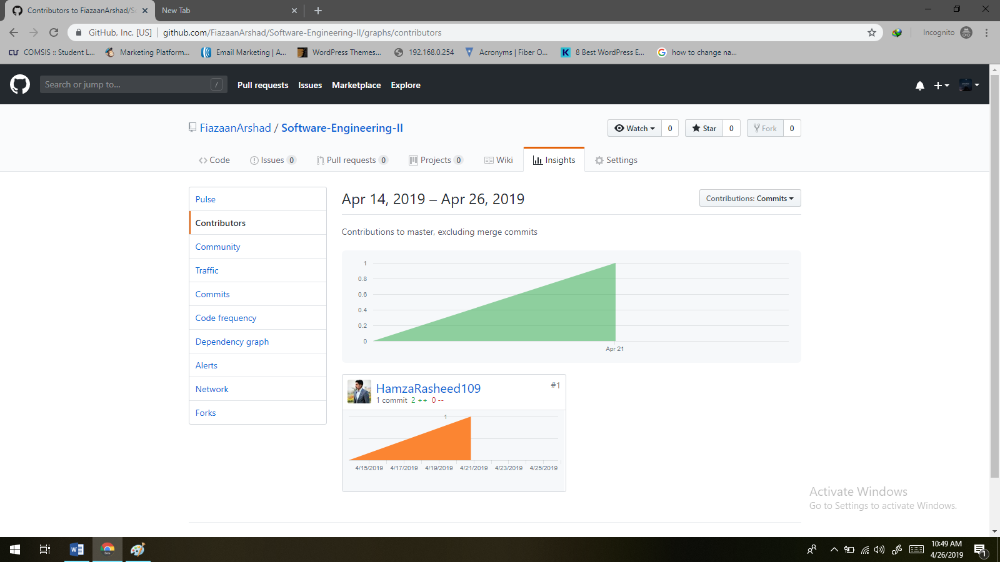 Contributors to FiazaanArshad/S
New Tab
GitHub, Inc. [US] github.com/FiazaanArshad/Software-Engineering-II/graphs/contributors
Incognito
CU COMSIS :: Student L...
Marketing Platform...
Email Marketing | A...
WordPress Themes...
192.168.0.254
Acronyms | Fiber O...
K 8 Best WordPress E...
how to change na...
Search or jump to... /
Pull requests Issues Marketplace Explore
FiazaanArshad / Software-Engineering-II
Watch 0 Star 0 Fork 0
Code Issues 0 Pull requests 0 Projects 0 Wiki Insights Settings
Pulse
Contributors
Community
Traffic
Commits
Code frequency
Dependency graph
Alerts
Network
Forks
Apr 14, 2019 – Apr 26, 2019
Contributions: Commits
Contributions to master, excluding merge commits
1
0.8
0.6
0.4
0.2
0
Apr 21
HamzaRasheed109 #1
1 commit 2 ++ 0 --
1
4/15/2019 4/17/2019 4/19/2019 4/21/2019 4/23/2019 4/25/2019
Activate Windows
Go to Settings to activate Windows.
10:49 AM
4/26/2019
1